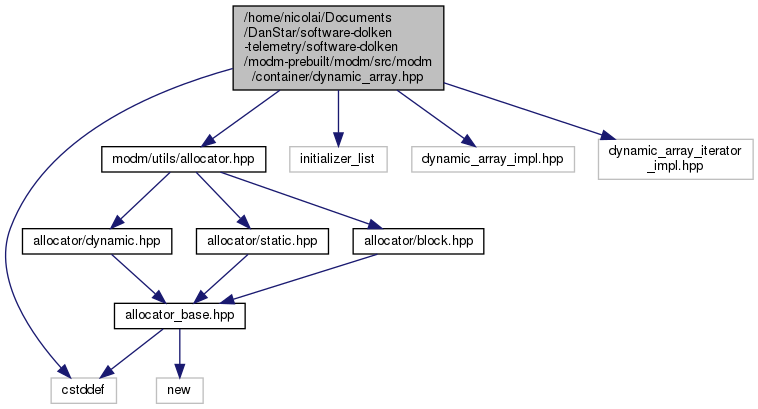 /home/nicolai/Documents
/DanStar/software-dolken
-telemetry/software-dolken
/modm-prebuilt/modm/src/modm
/container/dynamic_array.hpp
modm/utils/allocator.hpp
initializer_list
dynamic_array_impl.hpp
dynamic_array_iterator
_impl.hpp
allocator/dynamic.hpp
allocator/static.hpp
allocator/block.hpp
allocator_base.hpp
cstddef
new